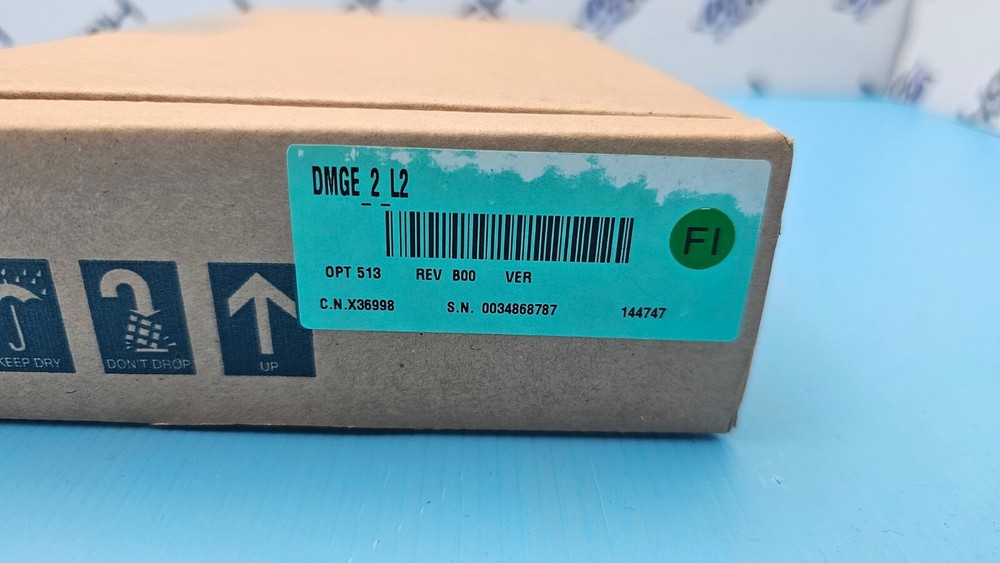 DMGE_2_L2
FI
OPT 513 REV B00 VER
C.N.X36998 S.N. 0034868787 144747
KEEP DRY
DON'T DROP
UP